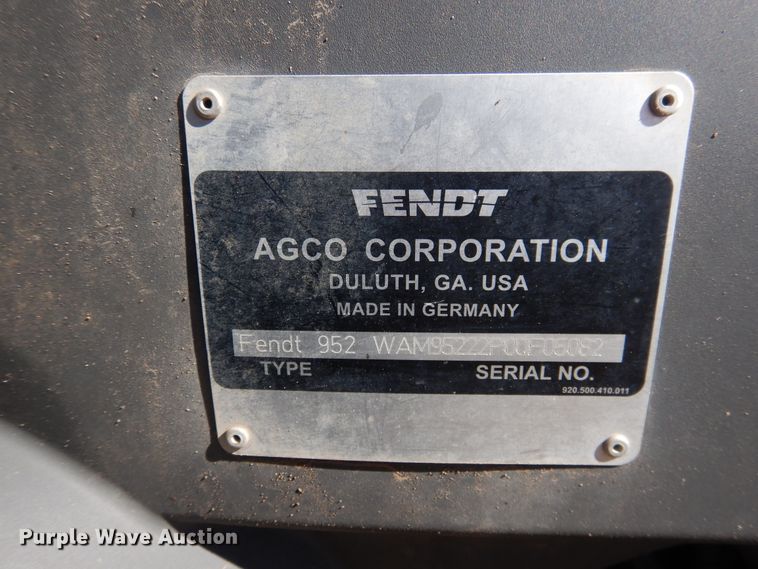 FENDT
AGCO CORPORATION
DULUTH, GA. USA
MADE IN GERMANY
Fendt 952
TYPE SERIAL NO.
920.500.410.011
Purple Wave Auction